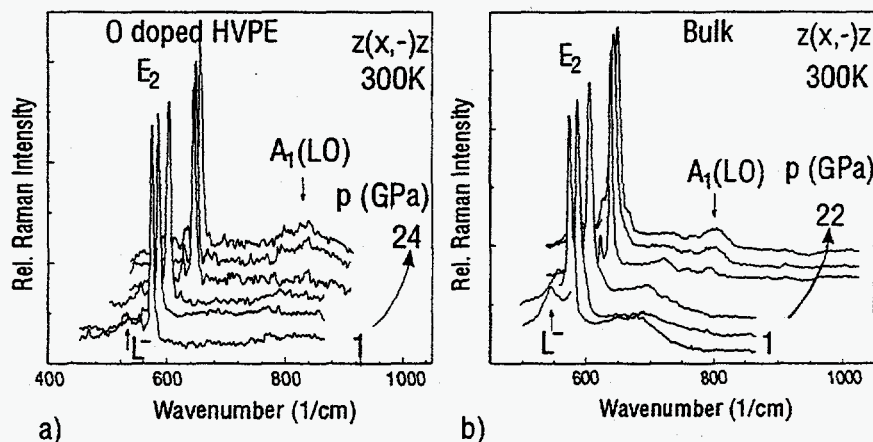 O doped HVPE
z(x,-)z
300K
E2
A1(LO)
p (GPa)
24
1
L-
Rel. Raman Intensity
400 600 800 1000
Wavenumber (1/cm)
a)
Bulk
z(x,-)z
300K
E2
A1(LO)
p (GPa)
22
1
L-
Rel. Raman Intensity
600 800 1000
Wavenumber (1/cm)
b)